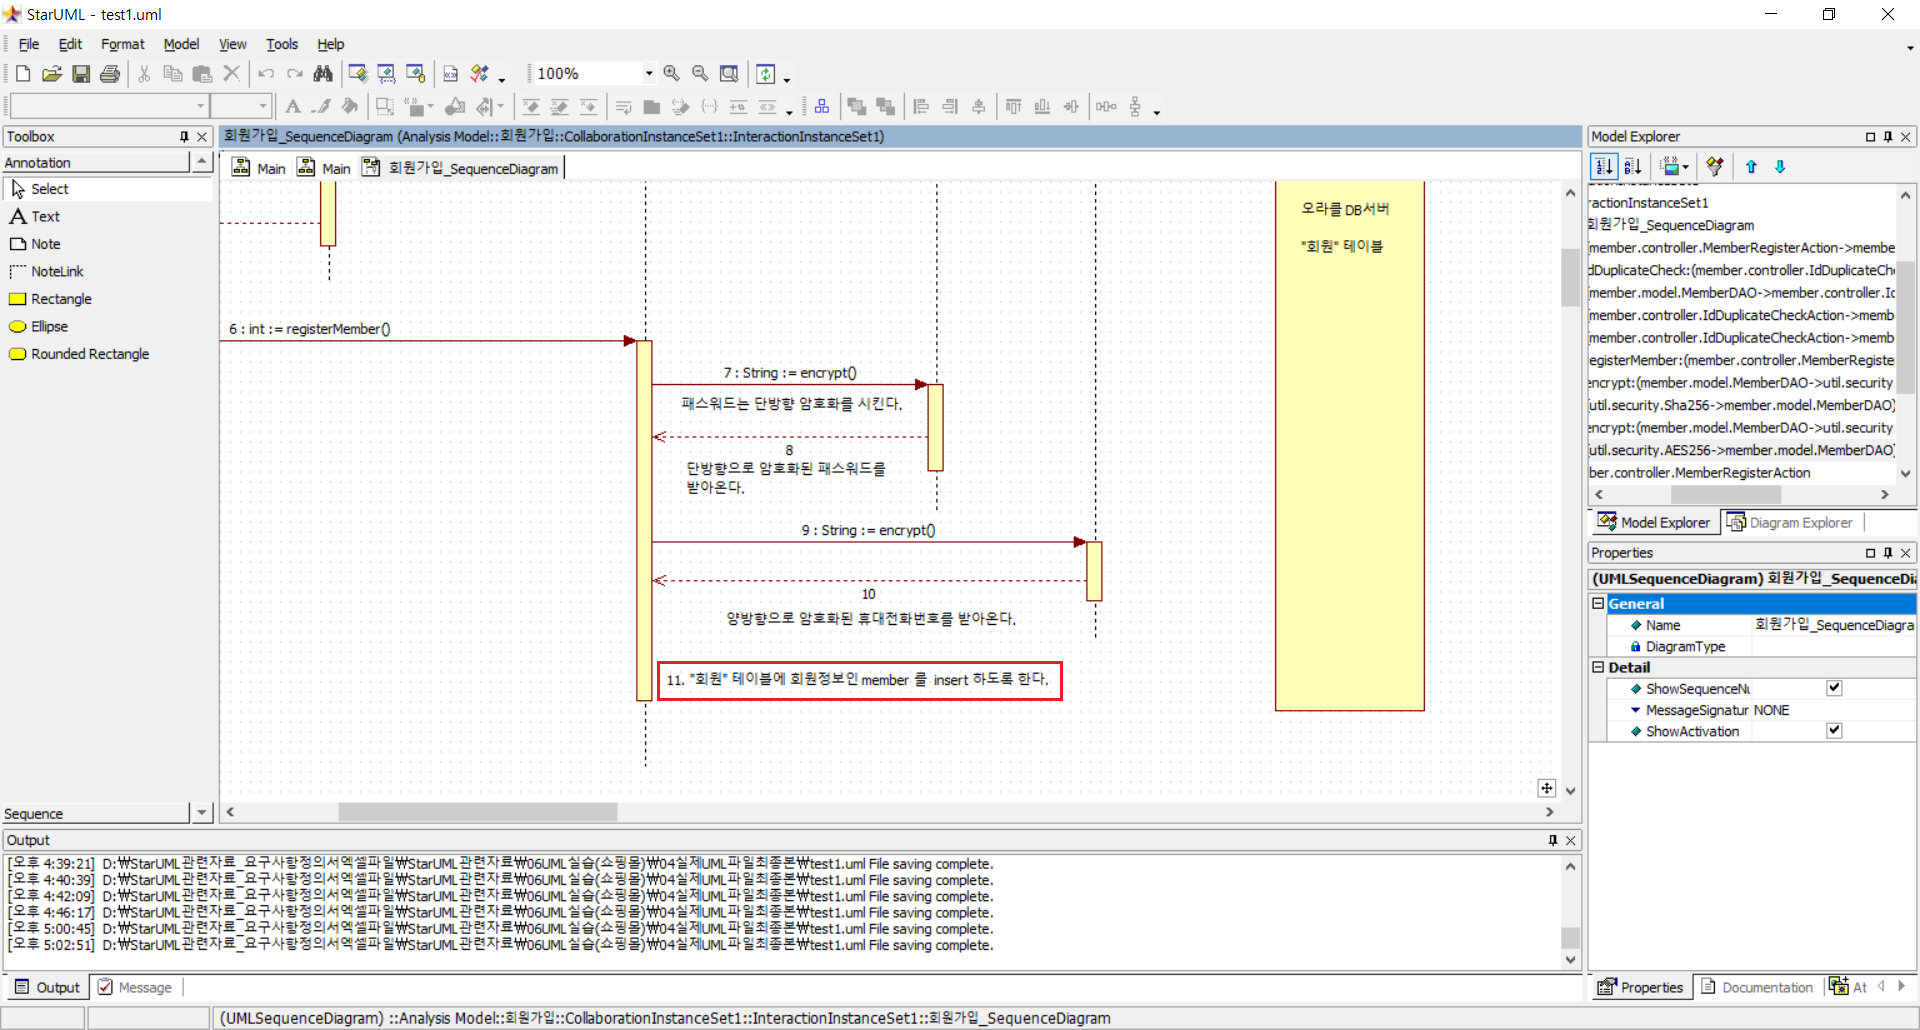 StarUML - test1.uml
File Edit Format Model View Tools Help
100%
Toolbox
Annotation
Select
Text
Note
NoteLink
Rectangle
Ellipse
Rounded Rectangle
Sequence
회원가입_SequenceDiagram (Analysis Model::회원가입::CollaborationInstanceSet1::InteractionInstanceSet1)
Main Main 회원가입_SequenceDiagram
오라클 DB서버
"회원" 테이블
6 : int := registerMember()
7 : String := encrypt()
패스워드는 단방향 암호화를 시킨다.
8
단방향으로 암호화된 패스워드를
받아온다.
9 : String := encrypt()
10
양방향으로 암호화된 휴대전화번호를 받아온다.
11. "회원" 테이블에 회원정보인 member 를 insert 하도록 한다.
Model Explorer
ractionInstanceSet1
회원가입_SequenceDiagram
(member.controller.MemberRegisterAction->membe
dDuplicateCheck:(member.controller.IdDuplicateCh
(member.model.MemberDAO->member.controller.Ic
(member.controller.IdDuplicateCheckAction->memb
(member.controller.IdDuplicateCheckAction->memb
egisterMember:(member.controller.MemberRegiste
encrypt:(member.model.MemberDAO->util.security.
(util.security.Sha256->member.model.MemberDAO)
encrypt:(member.model.MemberDAO->util.security.
(util.security.AES256->member.model.MemberDAO)
ber.controller.MemberRegisterAction
Model Explorer Diagram Explorer
Properties
(UMLSequenceDiagram) 회원가입_SequenceDia
General
Name 회원가입_SequenceDiagra
DiagramType
Detail
ShowSequenceNu
MessageSignatur NONE
ShowActivation
Output
[오후 4:39:21] D:₩StarUML관련자료_요구사항정의서엑셀파일₩StarUML관련자료₩06UML실습(쇼핑몰)₩04실제UML파일최종본₩test1.uml File saving complete.
[오후 4:40:39] D:₩StarUML관련자료_요구사항정의서엑셀파일₩StarUML관련자료₩06UML실습(쇼핑몰)₩04실제UML파일최종본₩test1.uml File saving complete.
[오후 4:42:09] D:₩StarUML관련자료_요구사항정의서엑셀파일₩StarUML관련자료₩06UML실습(쇼핑몰)₩04실제UML파일최종본₩test1.uml File saving complete.
[오후 4:46:17] D:₩StarUML관련자료_요구사항정의서엑셀파일₩StarUML관련자료₩06UML실습(쇼핑몰)₩04실제UML파일최종본₩test1.uml File saving complete.
[오후 5:00:45] D:₩StarUML관련자료_요구사항정의서엑셀파일₩StarUML관련자료₩06UML실습(쇼핑몰)₩04실제UML파일최종본₩test1.uml File saving complete.
[오후 5:02:51] D:₩StarUML관련자료_요구사항정의서엑셀파일₩StarUML관련자료₩06UML실습(쇼핑몰)₩04실제UML파일최종본₩test1.uml File saving complete.
Output Message
Properties Documentation At
(UMLSequenceDiagram) ::Analysis Model::회원가입::CollaborationInstanceSet1::InteractionInstanceSet1::회원가입_SequenceDiagram